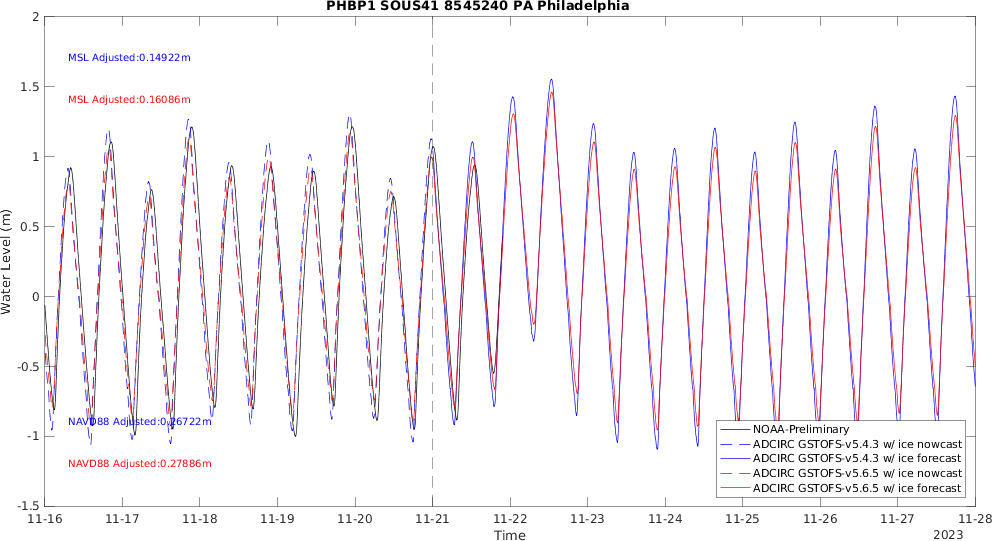 PHBP1 SOUS41 8545240 PA Philadelphia
2
1.5
1
0.5
0
-0.5
-1
-1.5
Water Level (m)
MSL Adjusted:0.14922m
MSL Adjusted:0.16086m
NAVD88 Adjusted:0.26722m
NAVD88 Adjusted:0.27886m
NOAA-Preliminary
ADCIRC GSTOFS-v5.4.3 w/ ice nowcast
ADCIRC GSTOFS-v5.4.3 w/ ice forecast
ADCIRC GSTOFS-v5.6.5 w/ ice nowcast
ADCIRC GSTOFS-v5.6.5 w/ ice forecast
11-16 11-17 11-18 11-19 11-20 11-21 11-22 11-23 11-24 11-25 11-26 11-27 11-28
Time
2023